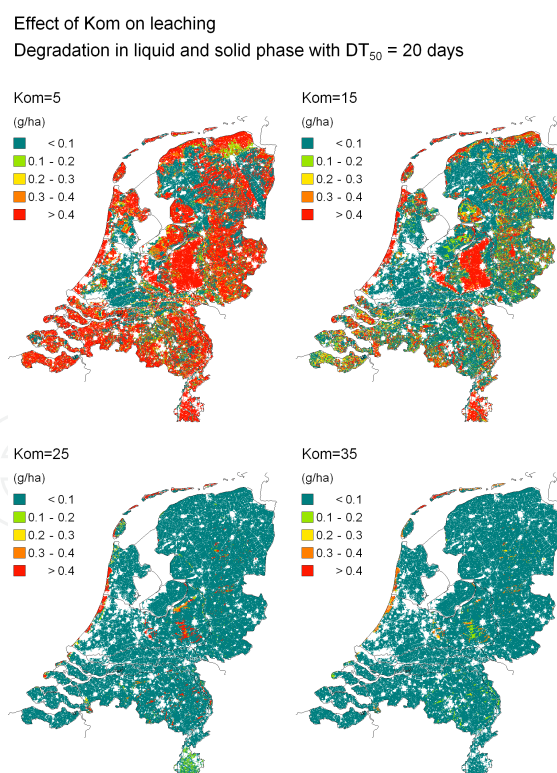 Effect of Kom on leaching
Degradation in liquid and solid phase with DT50 = 20 days
Kom=5
(g/ha)
< 0.1
0.1 - 0.2
0.2 - 0.3
0.3 - 0.4
> 0.4
Kom=15
(g/ha)
< 0.1
0.1 - 0.2
0.2 - 0.3
0.3 - 0.4
> 0.4
Kom=25
(g/ha)
< 0.1
0.1 - 0.2
0.2 - 0.3
0.3 - 0.4
> 0.4
Kom=35
(g/ha)
< 0.1
0.1 - 0.2
0.2 - 0.3
0.3 - 0.4
> 0.4